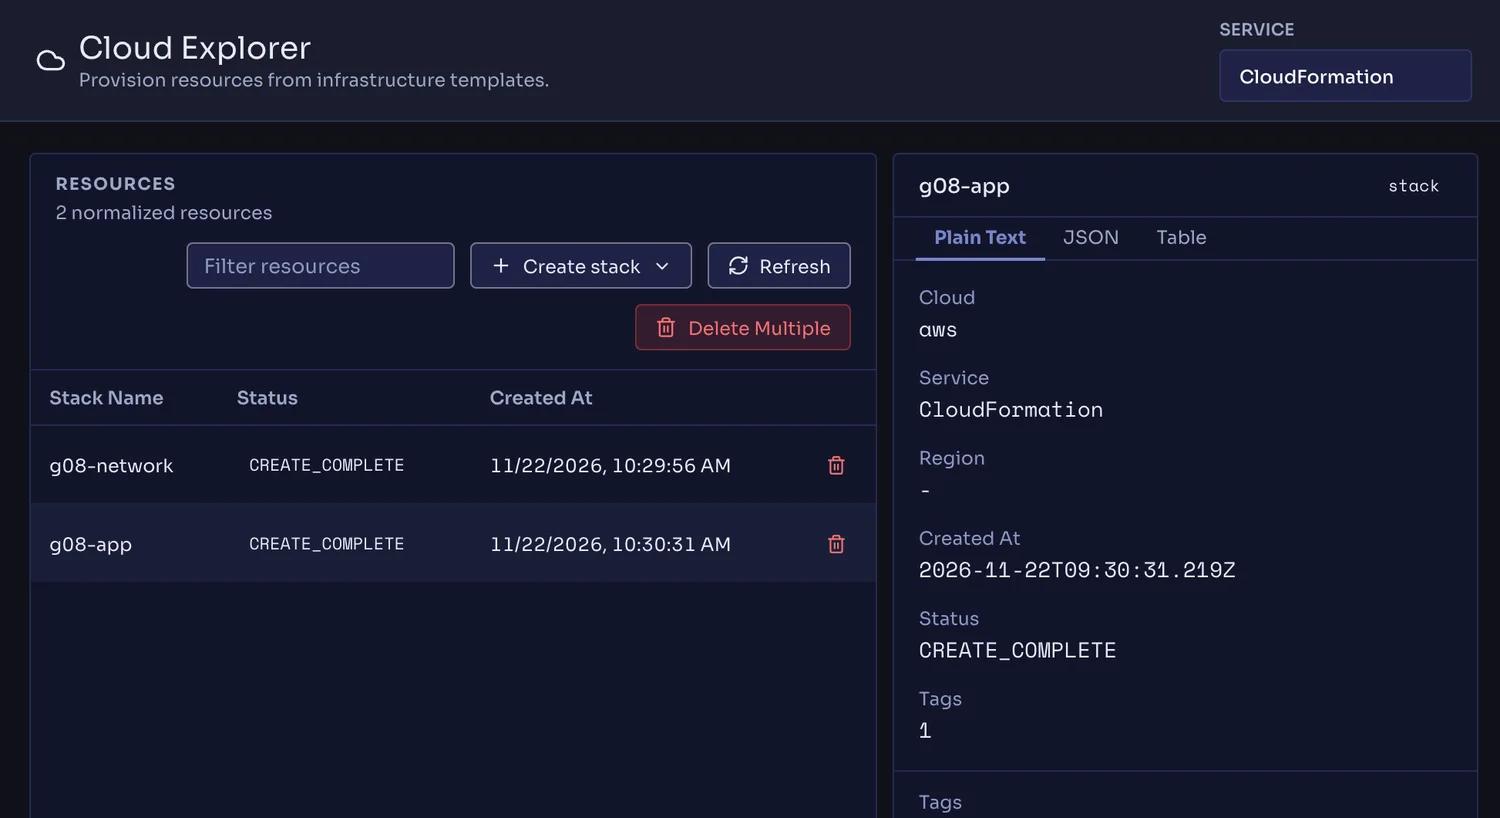 Cloud Explorer
Provision resources from infrastructure templates.
SERVICE
CloudFormation
RESOURCES
2 normalized resources
Filter resources
Create stack
Refresh
Delete Multiple
Stack Name Status Created At
g08-network CREATE_COMPLETE 11/22/2026, 10:29:56 AM
g08-app CREATE_COMPLETE 11/22/2026, 10:30:31 AM
g08-app stack
Plain Text JSON Table
Cloud
aws
Service
CloudFormation
Region
-
Created At
2026-11-22T09:30:31.219Z
Status
CREATE_COMPLETE
Tags
1
Tags